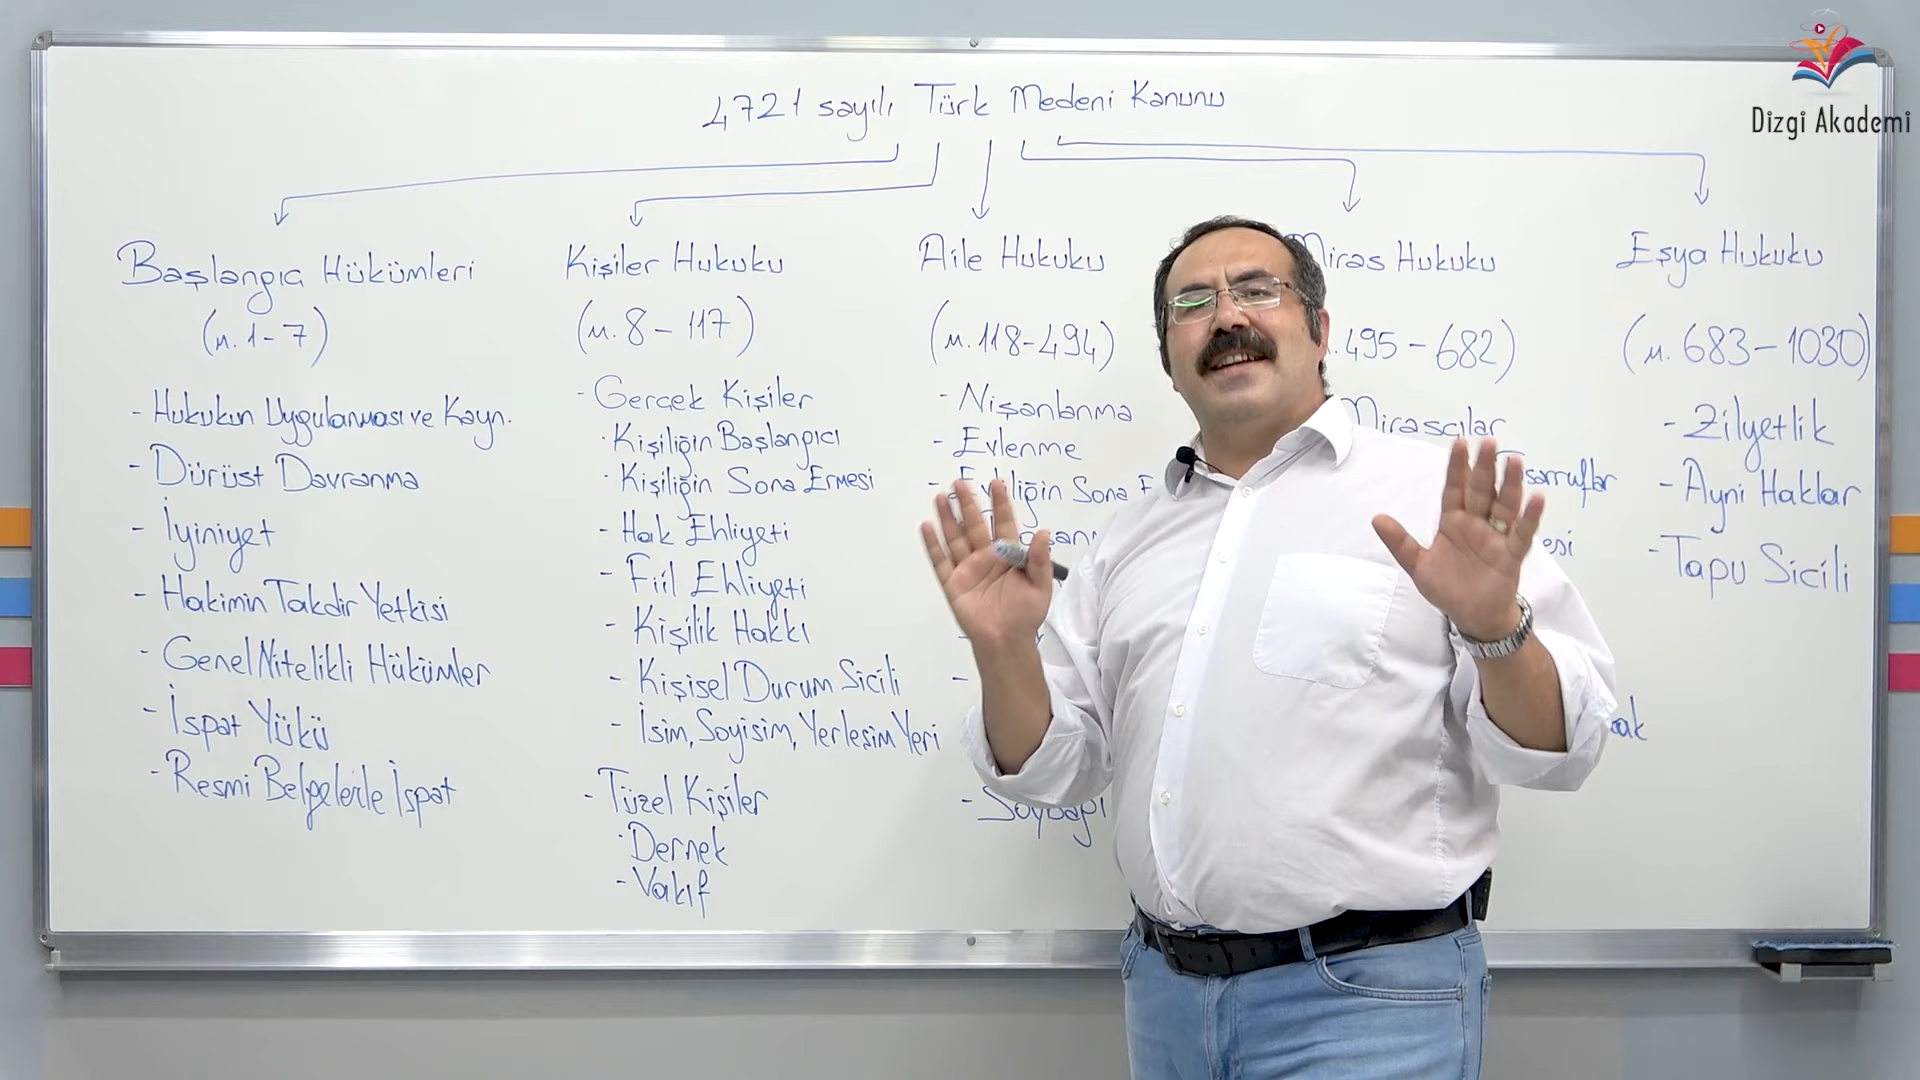 Dizgi Akademi
4721 sayılı Türk Medeni Kanunu
Başlangıç Hükümleri
(m. 1-7)
- Hukukun Uygulanması ve Kayn.
- Dürüst Davranma
- İyiniyet
- Hakimin Takdir Yetkisi
- Genel Nitelikli Hükümler
- İspat Yükü
- Resmi Belgelerle İspat
Kişiler Hukuku
(m. 8-117)
- Gerçek Kişiler
· Kişiliğin Başlangıcı
· Kişiliğin Sona Ermesi
- Hak Ehliyeti
- Fiil Ehliyeti
- Kişilik Hakkı
- Kişisel Durum Sicili
- İsim, Soyisim, Yerleşim Yeri
- Tüzel Kişiler
· Dernek
- Vakıf
Aile Hukuku
(m. 118-494)
- Nişanlanma
- Evlenme
- Evliliğin Sona E
- Soybağı
Miras Hukuku
. 495-682)
Mirasçılar
esi
Eşya Hukuku
(m. 683-1030)
- Zilyetlik
- Ayni Haklar
- Tapu Sicili